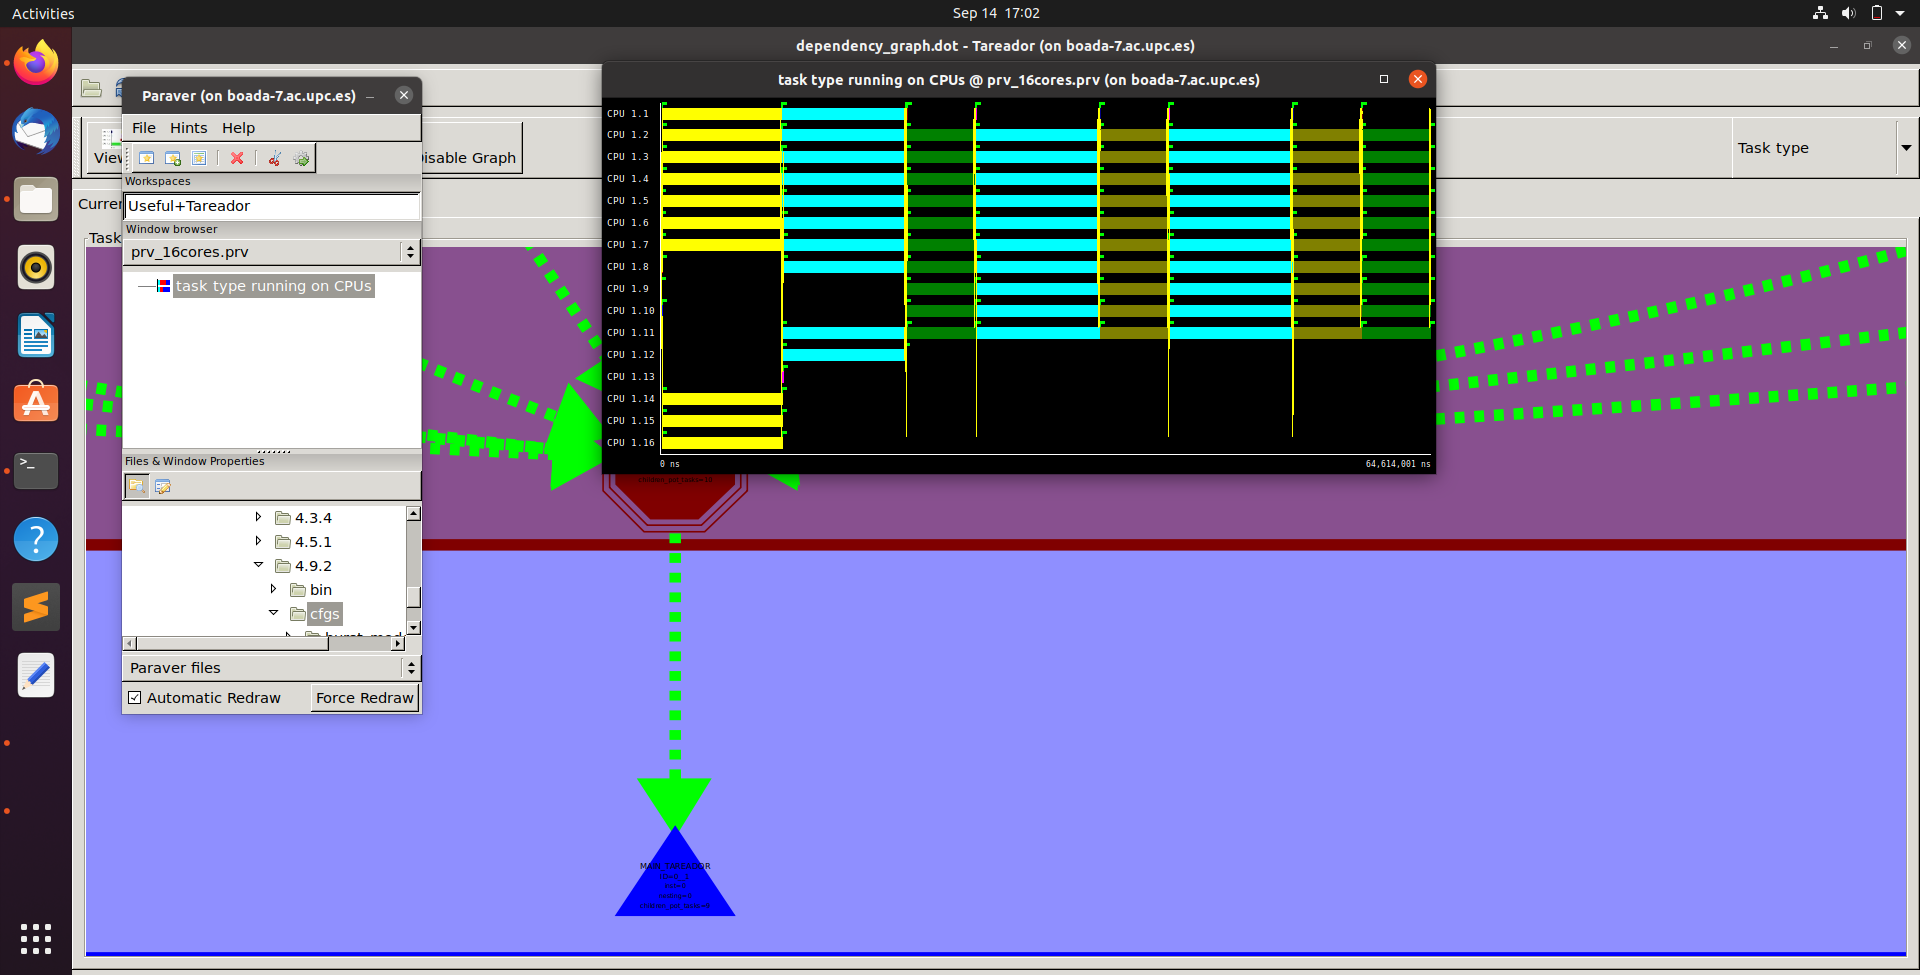 Activities
Sep 14 17:02
dependency_graph.dot - Tareador (on boada-7.ac.upc.es)
task type running on CPUs @ prv_16cores.prv (on boada-7.ac.upc.es)
Paraver (on boada-7.ac.upc.es)
File Hints Help
Disable Graph
Task type
Workspaces
Useful+Tareador
Window browser
prv_16cores.prv
Task
task type running on CPUs
CPU 1.1
CPU 1.2
CPU 1.3
CPU 1.4
CPU 1.5
CPU 1.6
CPU 1.7
CPU 1.8
CPU 1.9
CPU 1.10
CPU 1.11
CPU 1.12
CPU 1.13
CPU 1.14
CPU 1.15
CPU 1.16
0 ns
64,614,001 ns
Files & Window Properties
4.3.4
4.5.1
4.9.2
bin
cfgs
Paraver files
Automatic Redraw
Force Redraw
MAIN_TAREADOR